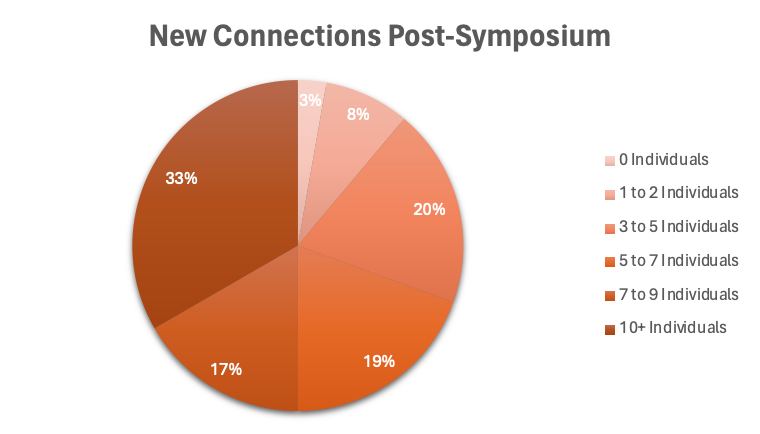 New Connections Post-Symposium
3%
8%
20%
33%
19%
17%
0 Individuals
1 to 2 Individuals
3 to 5 Individuals
5 to 7 Individuals
7 to 9 Individuals
10+ Individuals